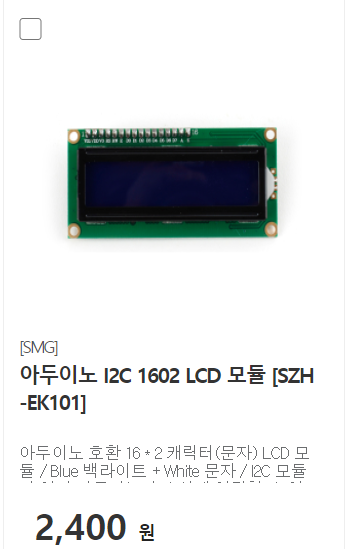 [SMG]
아두이노 I2C 1602 LCD 모듈 [SZH
-EK101]
아두이노 호환 16 * 2 캐릭터(문자) LCD 모
듈 / Blue 백라이트 + White 문자 / I2C 모듈
2,400 원